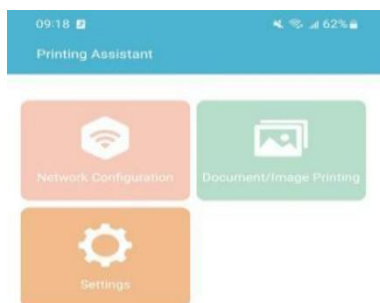 09:18 62%
Printing Assistant
Network Configuration Document/Image Printing
Settings